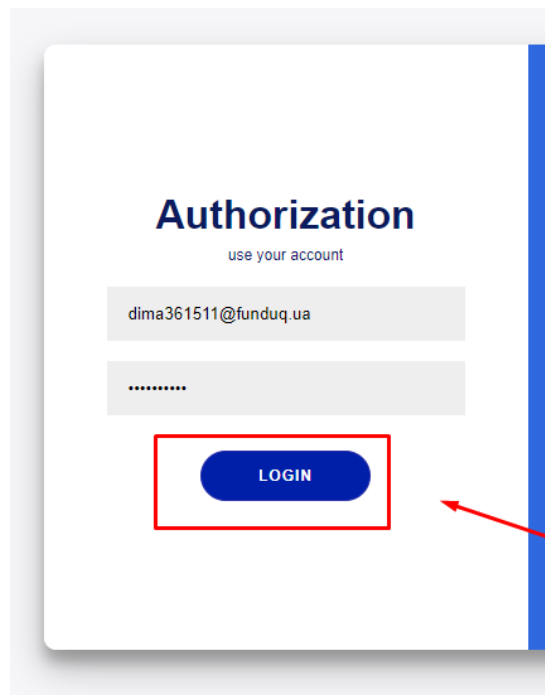 Authorization
use your account
dima361511@funduq.ua
••••••••••
LOGIN